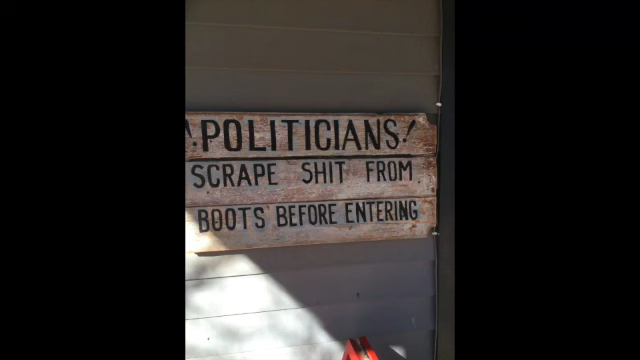 ! POLITICIANS!
SCRAPE SHIT FROM
BOOTS BEFORE ENTERING